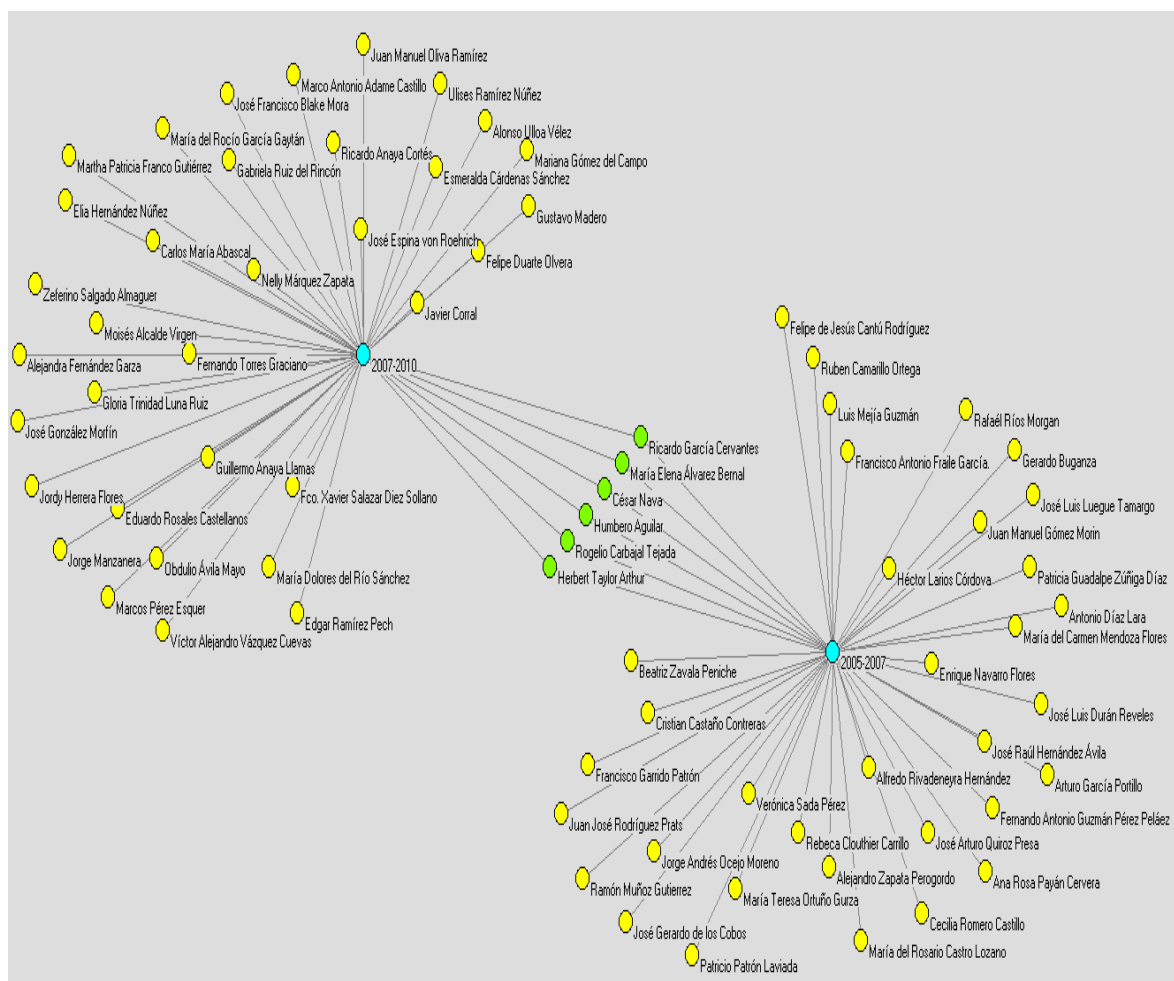 Juan Manuel Oliva Ramírez
Marco Antonio Adame Castillo
Ulises Ramírez Núñez
José Francisco Blake Mora
Alonso Ulloa Vélez
María del Rocío García Gaytán
Ricardo Anaya Cortés
Mariana Gómez del Campo
Martha Patricia Franco Gutiérrez
Gabriela Ruiz del Rincón
Esmeralda Cárdenas Sánchez
Elia Hernández Núñez
Gustavo Madero
José Espina von Roehrich
Carlos María Abascal
Felipe Duarte Olvera
Nelly Márquez Zapata
Zeferino Salgado Almaguer
Javier Corral
Moisés Alcalde Virgen
Alejandra Fernández Garza
Fernando Torres Graciano
2007-2010
Gloria Trinidad Luna Ruiz
José González Morfín
Guillermo Anaya Llamas
Jordy Herrera Flores
Fco. Xavier Salazar Diez Sollano
Eduardo Rosales Castellanos
Jorge Manzanera
Obdulio Ávila Mayo
María Dolores del Río Sánchez
Marcos Pérez Esquer
Edgar Ramírez Pech
Víctor Alejandro Vázquez Cuevas
Ricardo García Cervantes
María Elena Álvarez Bernal
César Nava
Humbero Aguilar
Rogelio Carbajal Tejada
Herbert Taylor Arthur
Felipe de Jesús Cantú Rodríguez
Ruben Camarillo Ortega
Luis Mejía Guzmán
Rafaél Ríos Morgan
Francisco Antonio Fraile García.
Gerardo Buganza
José Luis Luegue Tamargo
Juan Manuel Gómez Morin
Héctor Larios Córdova
Patricia Guadalpe Zúñiga Díaz
Antonio Díaz Lara
María del Carmen Mendoza Flores
2005-2007
Beatriz Zavala Peniche
Enrique Navarro Flores
José Luis Durán Reveles
Cristian Castaño Contreras
José Raúl Hernández Ávila
Francisco Garrido Patrón
Alfredo Rivadeneyra Hernández
Arturo García Portillo
Verónica Sada Pérez
Fernando Antonio Guzmán Pérez Peláez
Juan José Rodríguez Prats
Rebeca Clouthier Carrillo
José Arturo Quiroz Presa
Jorge Andrés Ocejo Moreno
Alejandro Zapata Perogordo
Ana Rosa Payán Cervera
Ramón Muñoz Gutierrez
María Teresa Ortuño Gurza
Cecilia Romero Castillo
José Gerardo de los Cobos
María del Rosario Castro Lozano
Patricio Patrón Laviada